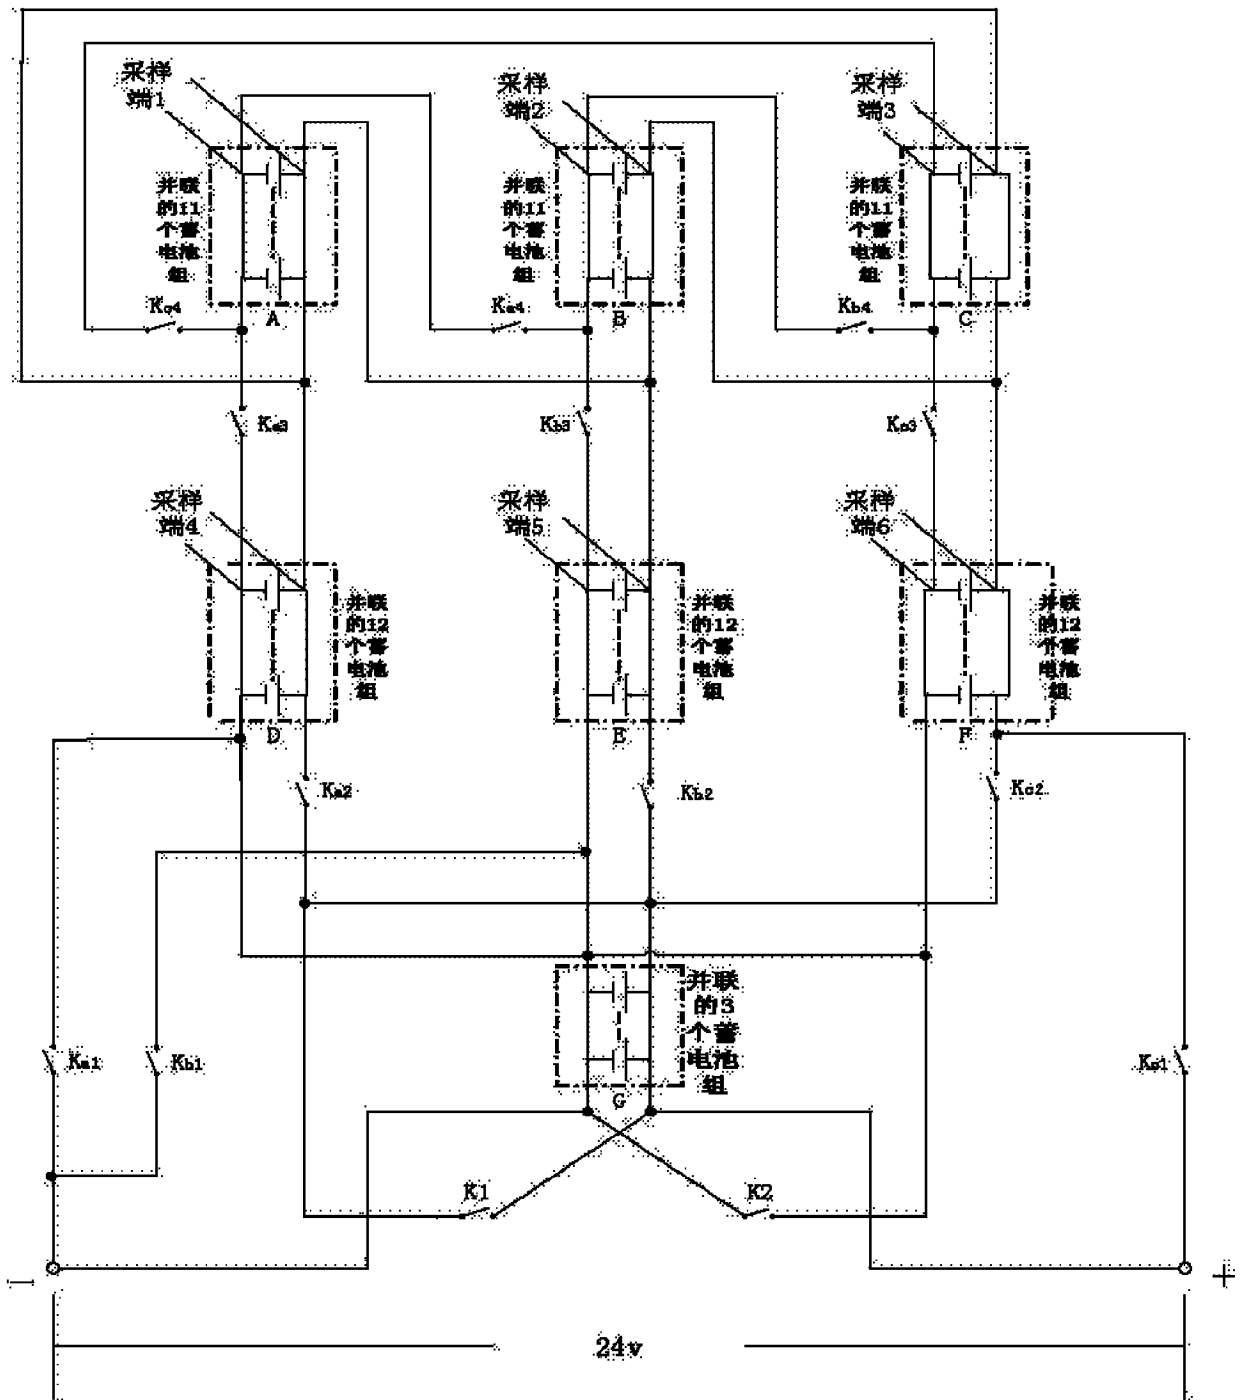 采样
端1
采样
端2
采样
端3
并联
的11
个蓄
电池
组
并联
的11
个蓄
电池
组
并联
的11
个蓄
电池
组
Kc4
Ka4
Kb4
A
B
C
Ka3
Kb3
Kc3
采样
端4
采样
端5
采样
端6
并联
的12
个蓄
电池
组
并联
的12
个蓄
电池
组
并联
的12
个蓄
电池
组
D
E
F
Ka2
Kb2
Kc2
并联
的3
个蓄
电池
组
Ka1
Kb1
Kc1
G
K1
K2
—
+
24v